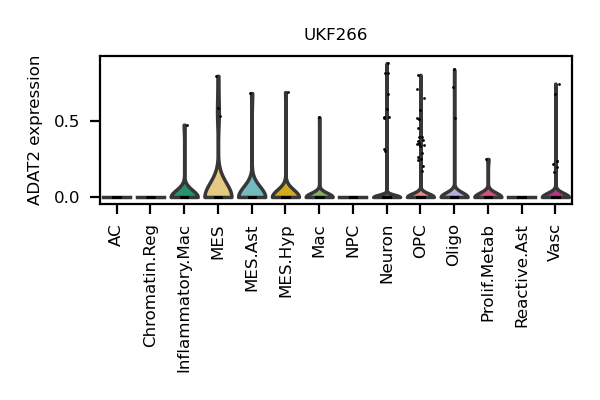 UKF266
ADAT2 expression
0.5
0.0
AC
Chromatin.Reg
Inflammatory.Mac
MES
MES.Ast
MES.Hyp
Mac
NPC
Neuron
OPC
Oligo
Prolif.Metab
Reactive.Ast
Vasc